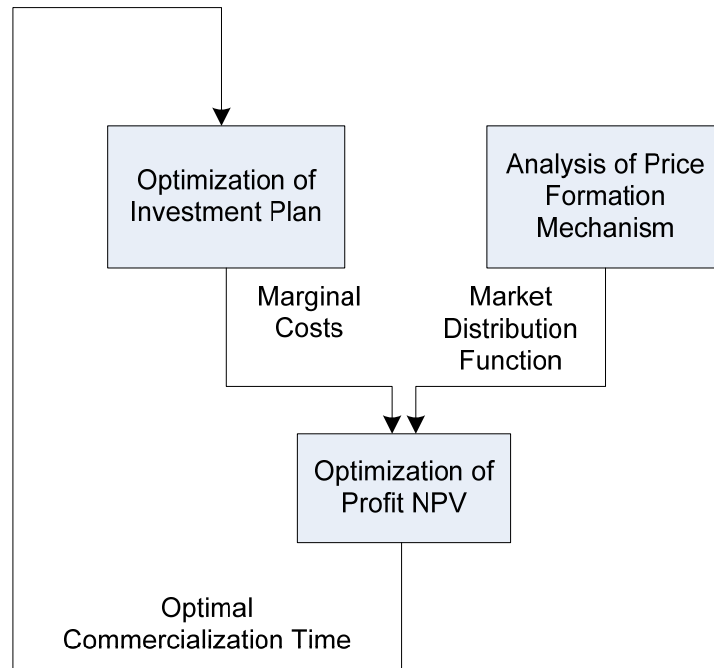 Optimization of
Investment Plan
Analysis of Price
Formation
Mechanism
Marginal
Costs
Market
Distribution
Function
Optimization of
Profit NPV
Optimal
Commercialization Time